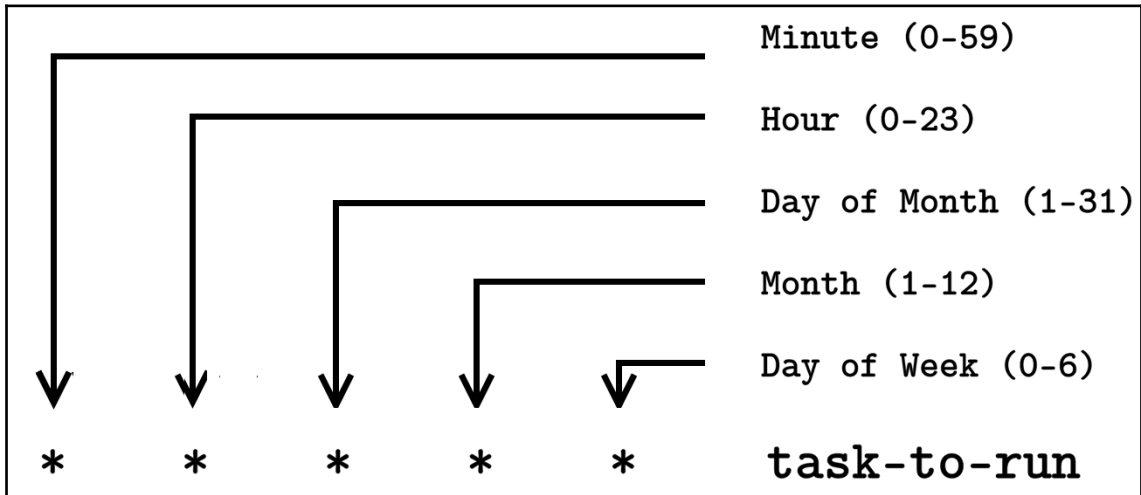 Minute (0-59)
Hour (0-23)
Day of Month (1-31)
Month (1-12)
Day of Week (0-6)
* * * * * task-to-run